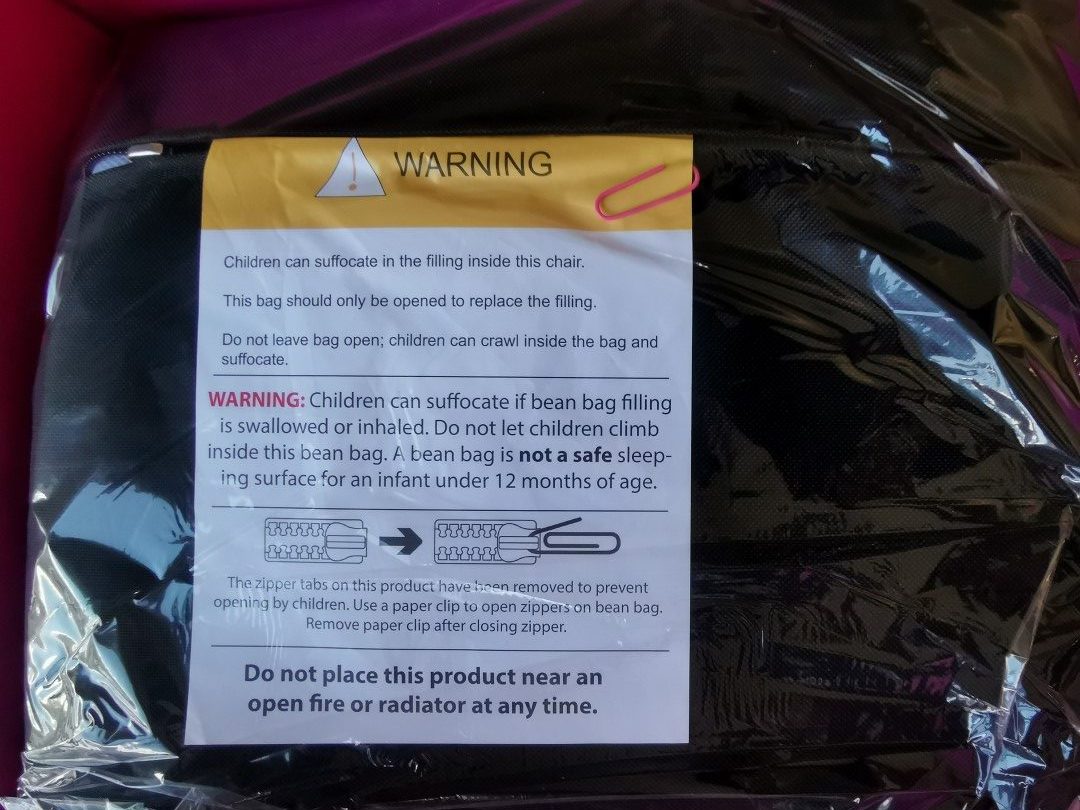 WARNING
Children can suffocate in the filling inside this chair.
This bag should only be opened to replace the filling.
Do not leave bag open; children can crawl inside the bag and
suffocate.
WARNING: Children can suffocate if bean bag filling
is swallowed or inhaled. Do not let children climb
inside this bean bag. A bean bag is not a safe sleep-
ing surface for an infant under 12 months of age.
The zipper tabs on this product have been removed to prevent
opening by children. Use a paper clip to open zippers on bean bag.
Remove paper clip after closing zipper.
Do not place this product near an
open fire or radiator at any time.